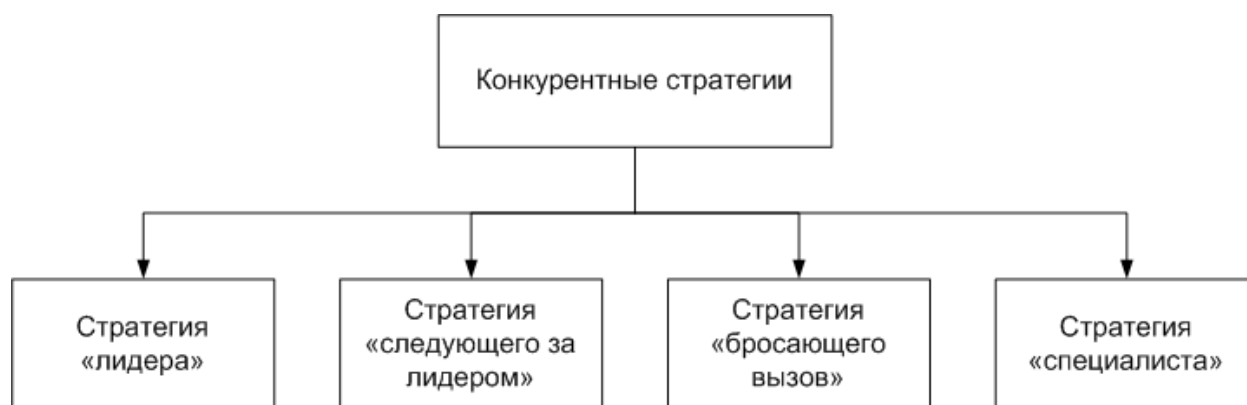 Конкурентные стратегии
Стратегия
«лидера»
Стратегия
«следующего за
лидером»
Стратегия
«бросающего
вызов»
Стратегия
«специалиста»